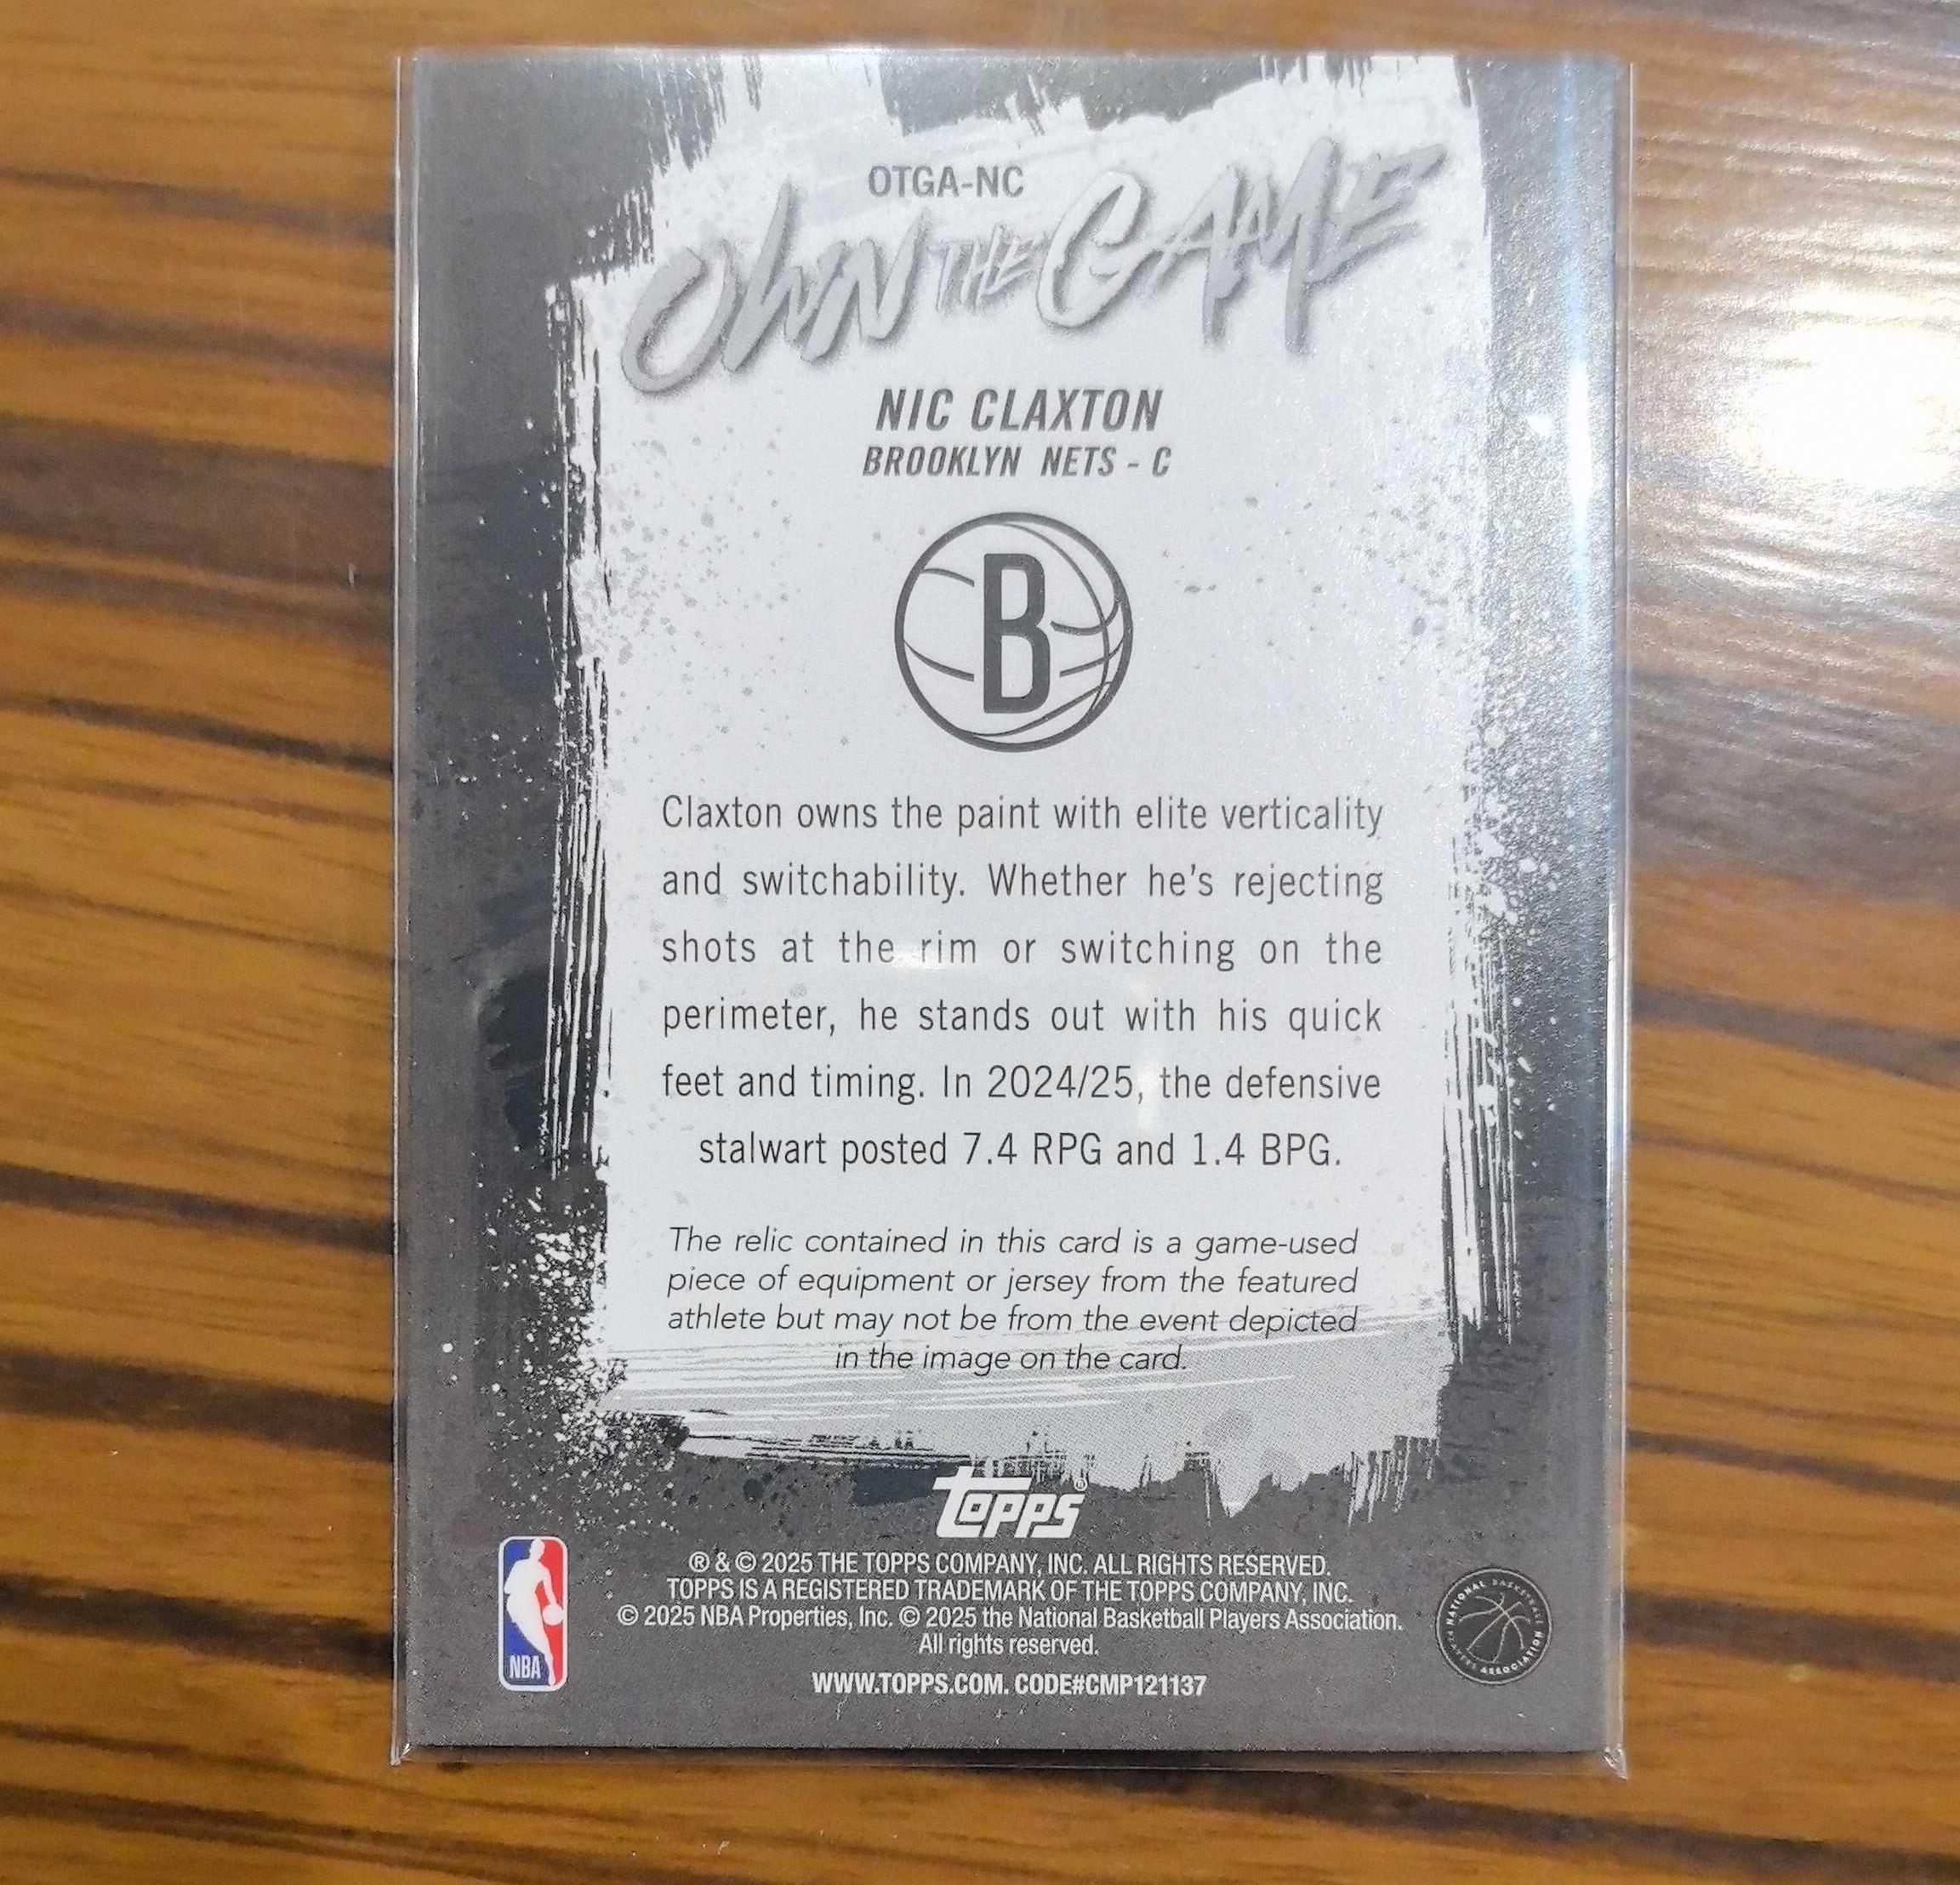 OTGA-NC
OWN THE GAME
NIC CLAXTON
BROOKLYN NETS - C
B
Claxton owns the paint with elite verticality
and switchability. Whether he's rejecting
shots at the rim or switching on the
perimeter, he stands out with his quick
feet and timing. In 2024/25, the defensive
stalwart posted 7.4 RPG and 1.4 BPG.
The relic contained in this card is a game-used
piece of equipment or jersey from the featured
athlete but may not be from the event depicted
in the image on the card.
topps®
® & © 2025 THE TOPPS COMPANY, INC. ALL RIGHTS RESERVED.
TOPPS IS A REGISTERED TRADEMARK OF THE TOPPS COMPANY, INC.
© 2025 NBA Properties, Inc. © 2025 the National Basketball Players Association.
All rights reserved.
WWW.TOPPS.COM. CODE#CMP121137
NBA
NATIONAL BASKETBALL PLAYERS ASSOCIATION